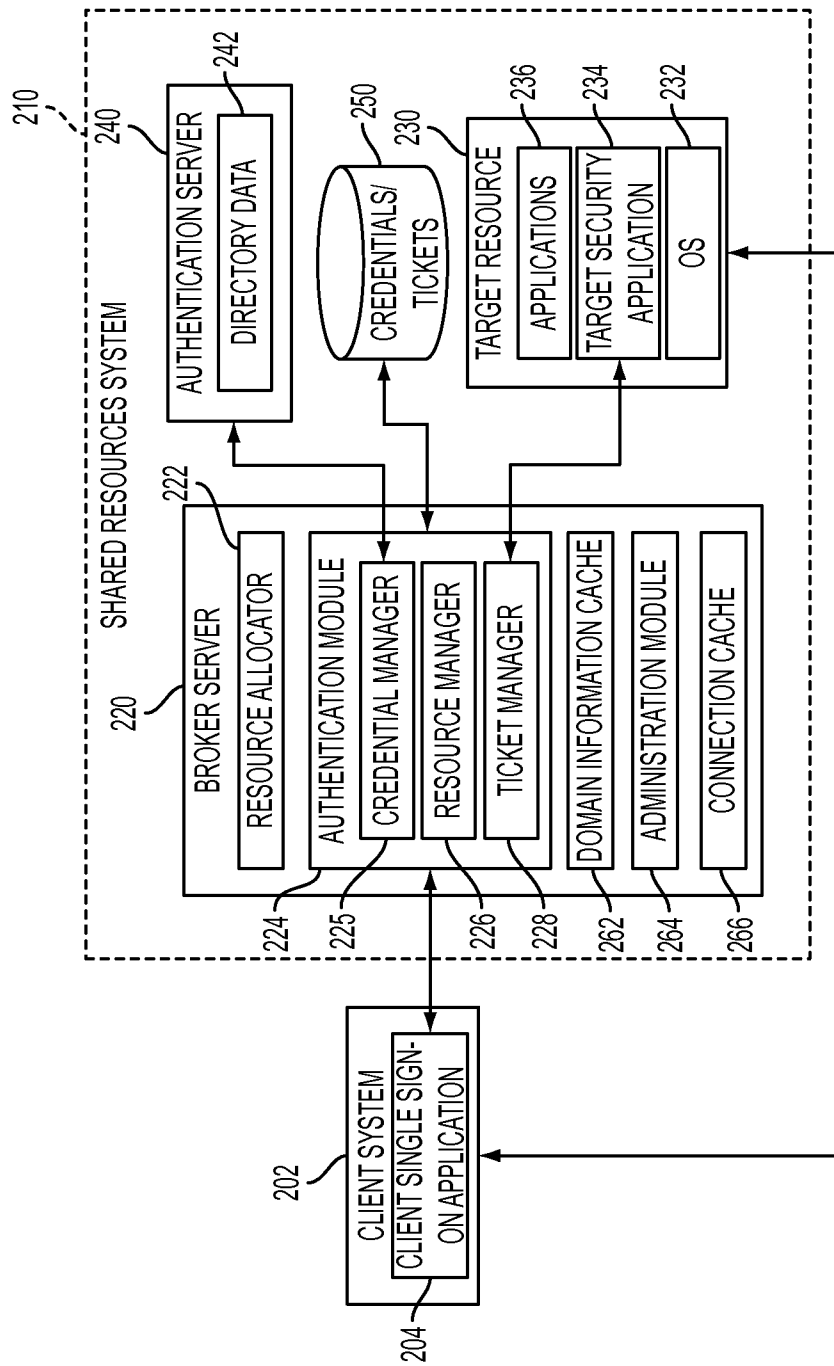 210
SHARED RESOURCES SYSTEM
220
BROKER SERVER
222
RESOURCE ALLOCATOR
224
AUTHENTICATION MODULE
225
CREDENTIAL MANAGER
226
RESOURCE MANAGER
228
TICKET MANAGER
262
DOMAIN INFORMATION CACHE
264
ADMINISTRATION MODULE
266
CONNECTION CACHE
240
AUTHENTICATION SERVER
242
DIRECTORY DATA
250
CREDENTIALS/
TICKETS
230
TARGET RESOURCE
236
APPLICATIONS
234
TARGET SECURITY
APPLICATION
232
OS
202
CLIENT SYSTEM
CLIENT SINGLE SIGN-
ON APPLICATION
204